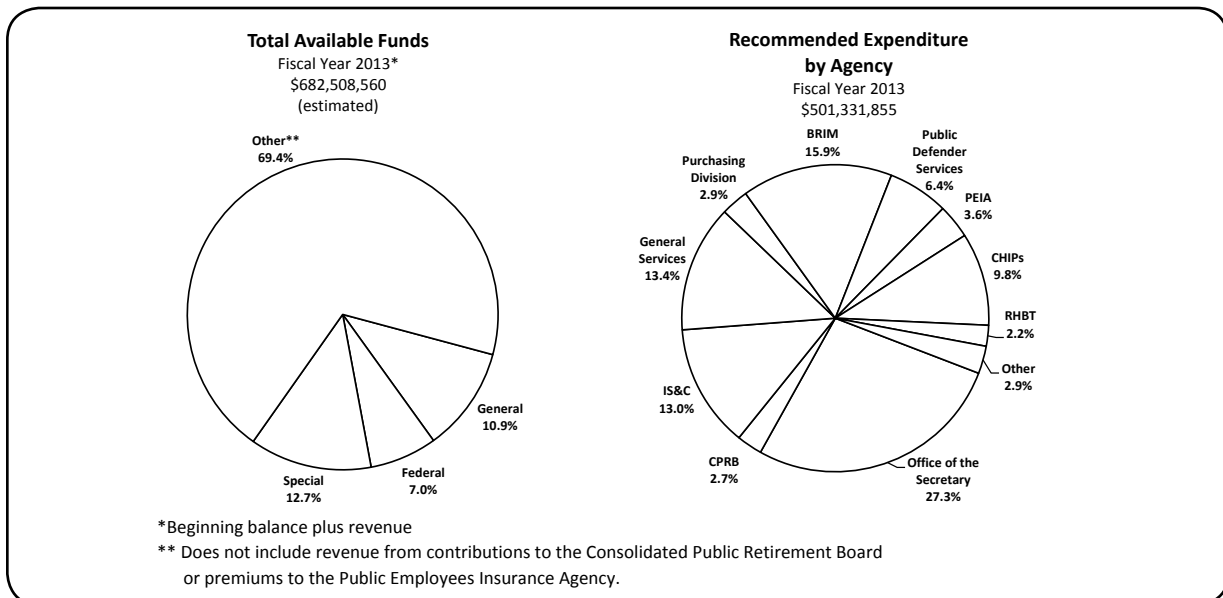 Total Available Funds
Fiscal Year 2013*
$682,508,560
(estimated)
Other**
69.4%
General
10.9%
Federal
7.0%
Special
12.7%
Recommended Expenditure
by Agency
Fiscal Year 2013
$501,331,855
BRIM
15.9%
Public
Defender
Services
6.4%
PEIA
3.6%
CHIPs
9.8%
RHBT
2.2%
Other
2.9%
Office of the
Secretary
27.3%
CPRB
2.7%
IS&C
13.0%
General
Services
13.4%
Purchasing
Division
2.9%
*Beginning balance plus revenue
** Does not include revenue from contributions to the Consolidated Public Retirement Board
or premiums to the Public Employees Insurance Agency.